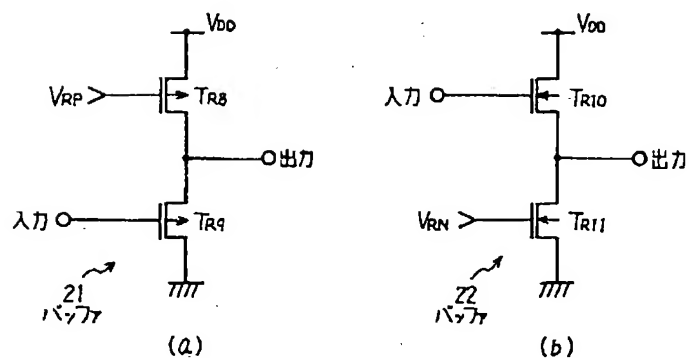 VDD
VRP
TR8
出力
入力
TR9
21
バッファ
(a)
VDD
入力
TR10
出力
VRN
TR11
22
バッファ
(b)